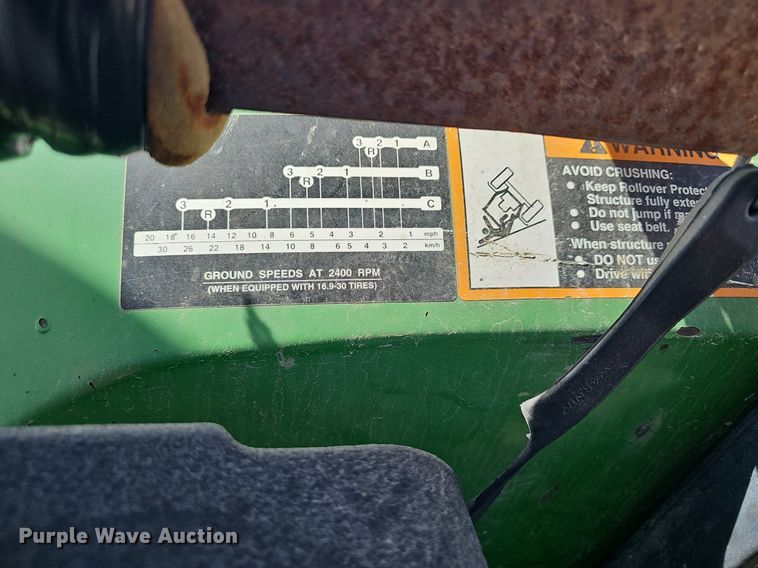 3 R 2 1 A
3 R 2 1 B
3 R 2 1 C
20 18 16 14 12 10 8 6 5 4 3 2 1 mph
30 26 22 18 14 10 8 6 5 4 3 2 km/h
GROUND SPEEDS AT 2400 RPM
(WHEN EQUIPPED WITH 16.9-30 TIRES)
WARNING
AVOID CRUSHING:
Keep Rollover Protec
Structure fully exten
Do not jump if ma
Use seat belt.
When structure
DO NOT us
Drive wi
Purple Wave Auction